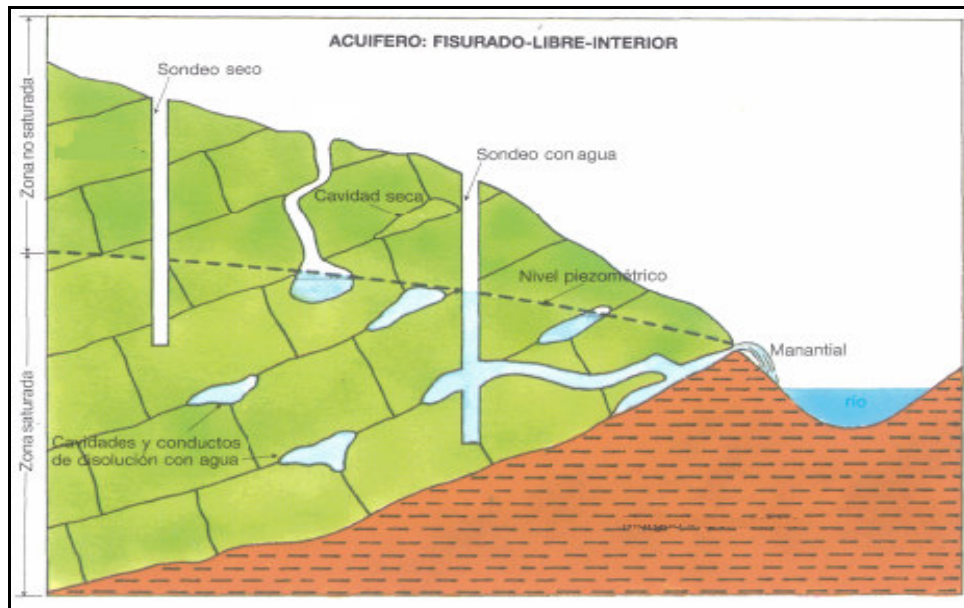 ACUIFERO: FISURADO-LIBRE-INTERIOR
Sondeo seco
Zona no saturada
Sondeo con agua
Cavidad seca
Nivel piezométrico
Manantial
río
Zona saturada
Cavidades y conductos
de disolución con agua